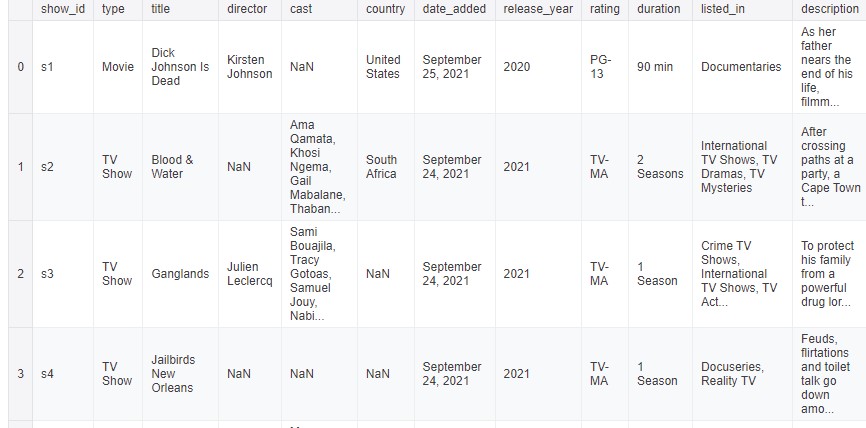 show_id
type
title
director
cast
country
date_added
release_year
rating
duration
listed_in
description
0
s1
Movie
Dick
Johnson Is
Dead
Kirsten
Johnson
NaN
United
States
September
25, 2021
2020
PG-
13
90 min
Documentaries
As her
father
nears the
end of his
life,
filmm...
1
s2
TV
Show
Blood &
Water
NaN
Ama
Qamata,
Khosi
Ngema,
Gail
Mabalane,
Thaban...
South
Africa
September
24, 2021
2021
TV-
MA
2
Seasons
International
TV Shows, TV
Dramas, TV
Mysteries
After
crossing
paths at a
party, a
Cape Town
t...
2
s3
TV
Show
Ganglands
Julien
Leclercq
Sami
Bouajila,
Tracy
Gotoas,
Samuel
Jouy,
Nabi...
NaN
September
24, 2021
2021
TV-
MA
1
Season
Crime TV
Shows,
International
TV Shows, TV
Act...
To protect
his family
from a
powerful
drug lor...
3
s4
TV
Show
Jailbirds
New
Orleans
NaN
NaN
NaN
September
24, 2021
2021
TV-
MA
1
Season
Docuseries,
Reality TV
Feuds,
flirtations
and toilet
talk go
down
amo...